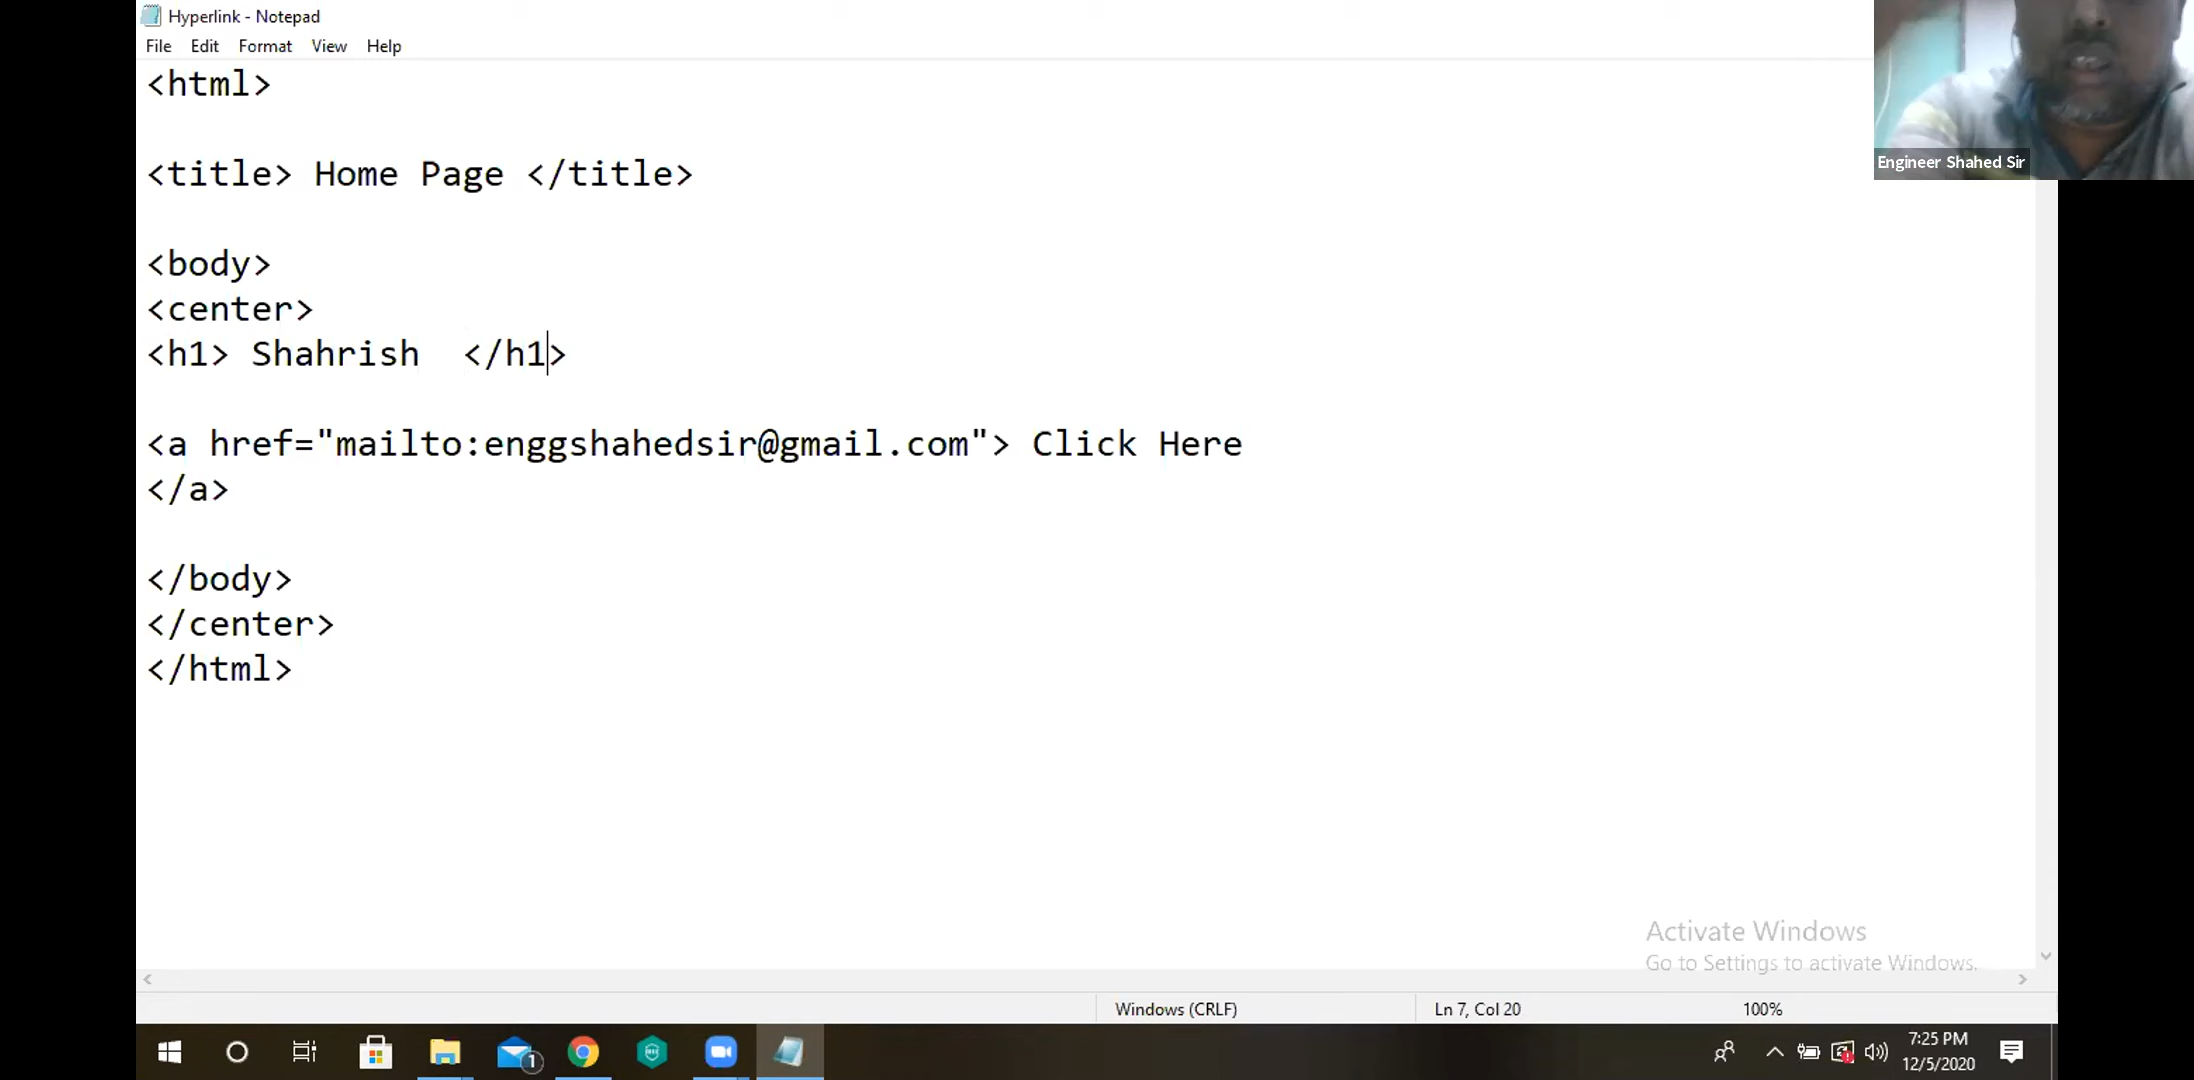 Hyperlink - Notepad
File Edit Format View Help
<html>
<title> Home Page </title>
<body>
<center>
<h1> Shahrish  </h1>
<a href="mailto:enggshahedsir@gmail.com"> Click Here
</a>
</body>
</center>
</html>
Engineer Shahed Sir
Activate Windows
Go to Settings to activate Windows.
Windows (CRLF)
Ln 7, Col 20
100%
1
7:25 PM
12/5/2020